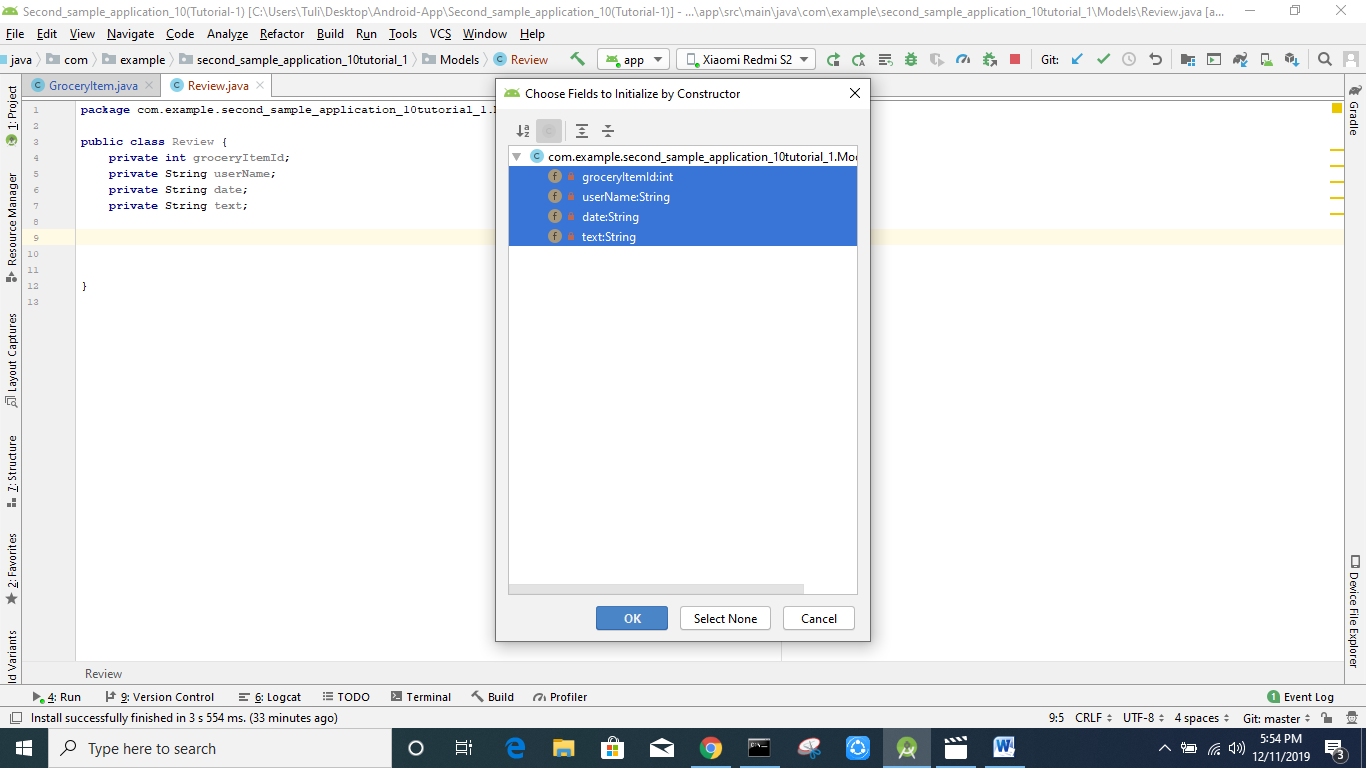 Second_sample_application_10(Tutorial-1) [C:\Users\Tuli\Desktop\Android-App\Second_sample_application_10(Tutorial-1)] - ...\app\src\main\java\com\example\second_sample_application_10tutorial_1\Models\Review.java [a...
File Edit View Navigate Code Analyze Refactor Build Run Tools VCS Window Help
java com example second_sample_application_10tutorial_1 Models Review app Xiaomi Redmi S2 Git:
GroceryItem.java Review.java
Choose Fields to Initialize by Constructor
1 package com.example.second_sample_application_10tutorial_1.
2
3 public class Review {
4 private int groceryItemId;
5 private String userName;
6 private String date;
7 private String text;
8
9
10
11
12 }
13
com.example.second_sample_application_10tutorial_1.Mo
groceryItemId:int
userName:String
date:String
text:String
OK Select None Cancel
1: Project
Resource Manager
Layout Captures
7: Structure
2: Favorites
ld Variants
Gradle
Device File Explorer
Review
4: Run 9: Version Control 6: Logcat TODO Terminal Build Profiler 1 Event Log
Install successfully finished in 3 s 554 ms. (33 minutes ago) 9:5 CRLF UTF-8 4 spaces Git: master
Type here to search
5:54 PM
12/11/2019
3